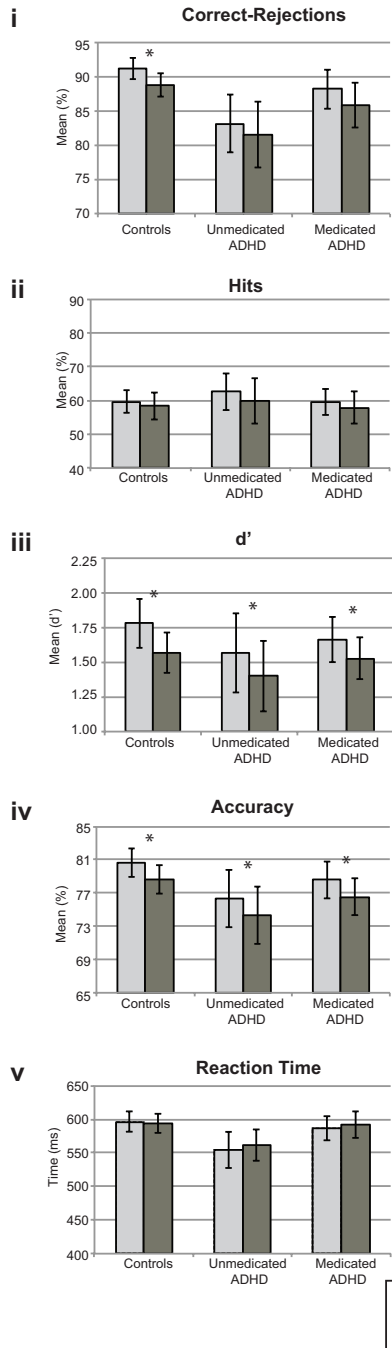 i
Correct-Rejections
Mean (%)
95
90
85
80
75
70
*
Controls
Unmedicated
ADHD
Medicated
ADHD
ii
Hits
Mean (%)
90
80
70
60
50
40
Controls
Unmedicated
ADHD
Medicated
ADHD
iii
d'
Mean (d')
2.25
2.00
1.75
1.50
1.25
1.00
*
*
*
Controls
Unmedicated
ADHD
Medicated
ADHD
iv
Accuracy
Mean (%)
85
81
77
73
69
65
*
*
*
Controls
Unmedicated
ADHD
Medicated
ADHD
v
Reaction Time
Time (ms)
650
600
550
500
450
400
Controls
Unmedicated
ADHD
Medicated
ADHD